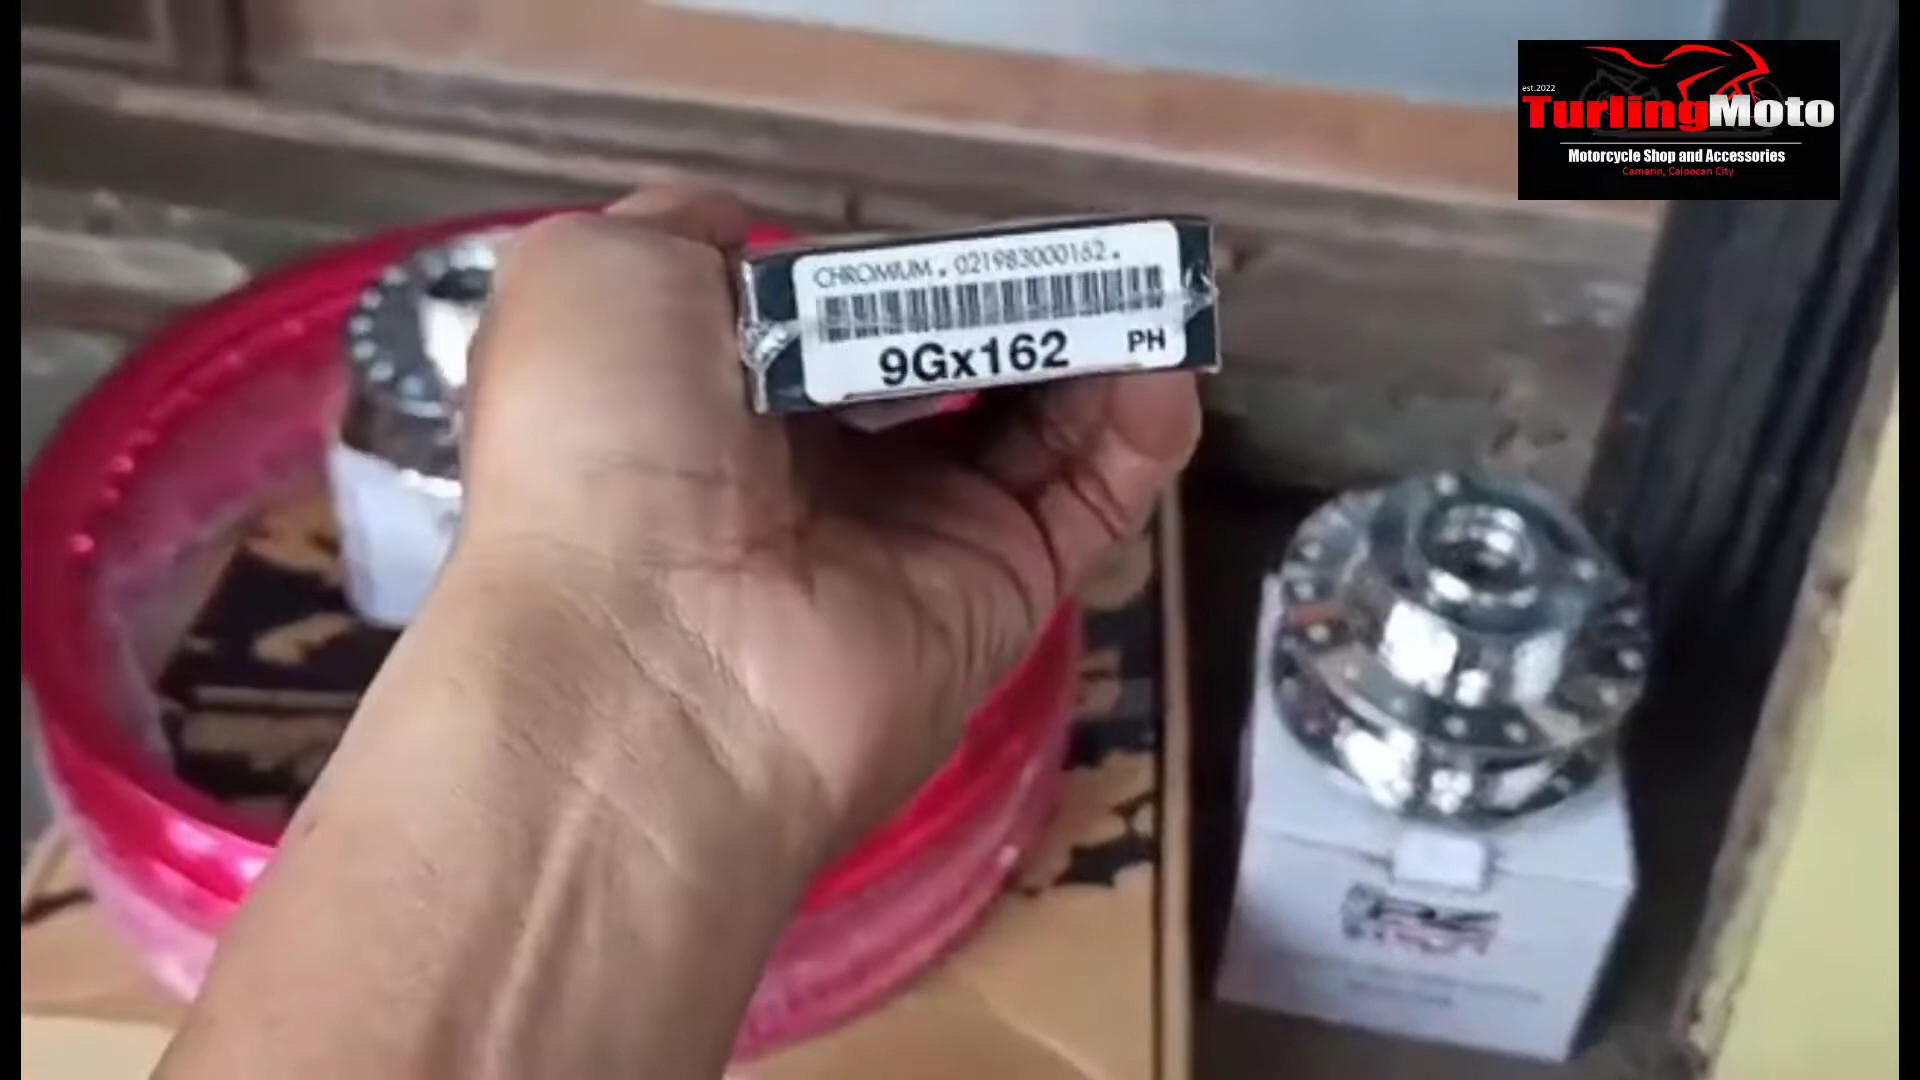 est.2022
TurlingMoto
Motorcycle Shop and Accessories
Camarin, Caloocan City
CHROMIUM . 021983000162 .
9Gx162 PH